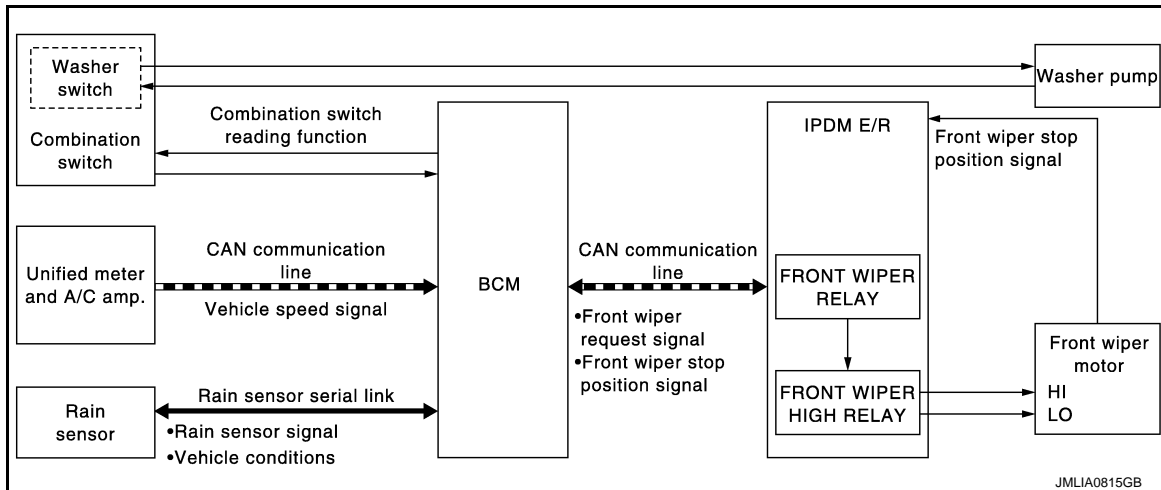 Washer
switch
Combination
switch
Combination switch
reading function
Washer pump
IPDM E/R
Front wiper stop
position signal
Unified meter
and A/C amp.
CAN communication
line
Vehicle speed signal
BCM
CAN communication
line
•Front wiper
request signal
•Front wiper stop
position signal
FRONT WIPER
RELAY
FRONT WIPER
HIGH RELAY
Front wiper
motor
HI
LO
Rain
sensor
Rain sensor serial link
•Rain sensor signal
•Vehicle conditions
JMLIA0815GB